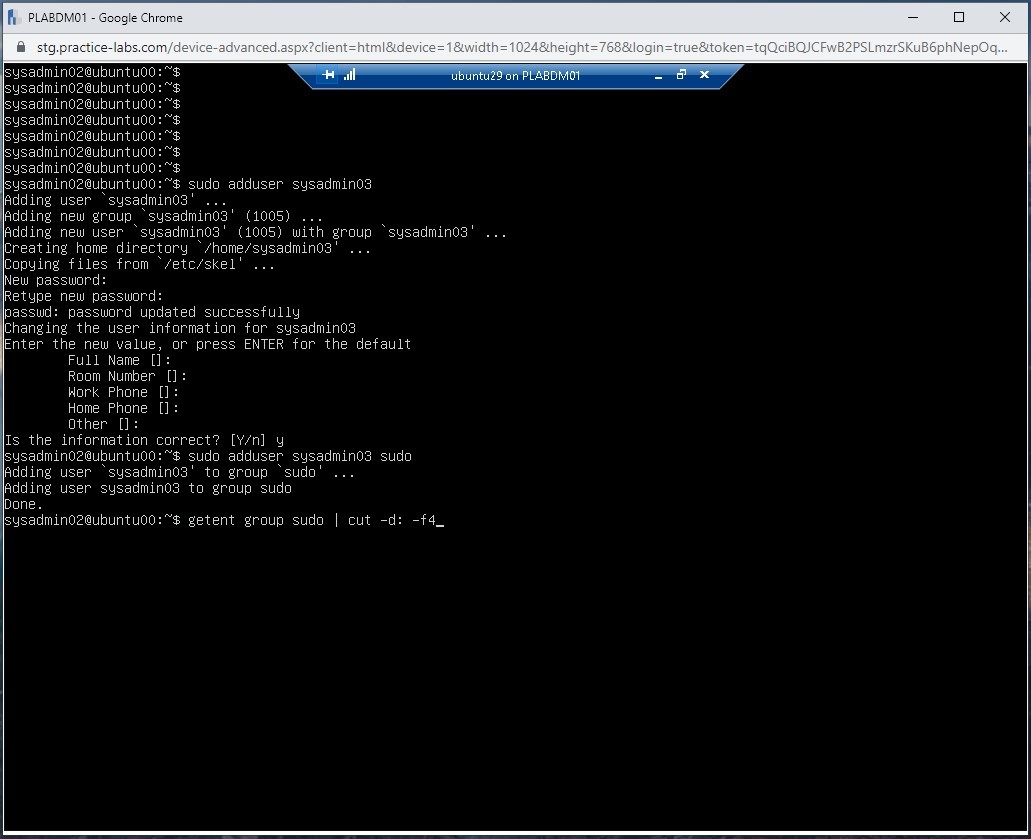 PLABDM01 - Google Chrome
stg.practice-labs.com/device-advanced.aspx?client=html&device=1&width=1024&height=768&login=true&token=tqQciBQJCFwB2PSLmzrSKuB6phNepOq...
ubuntu29 on PLABDM01
sysadmin02@ubuntu00:~$
sysadmin02@ubuntu00:~$
sysadmin02@ubuntu00:~$
sysadmin02@ubuntu00:~$
sysadmin02@ubuntu00:~$
sysadmin02@ubuntu00:~$
sysadmin02@ubuntu00:~$
sysadmin02@ubuntu00:~$ sudo adduser sysadmin03
Adding user `sysadmin03' ...
Adding new group `sysadmin03' (1005) ...
Adding new user `sysadmin03' (1005) with group `sysadmin03' ...
Creating home directory `/home/sysadmin03' ...
Copying files from `/etc/skel' ...
New password:
Retype new password:
passwd: password updated successfully
Changing the user information for sysadmin03
Enter the new value, or press ENTER for the default
Full Name []:
Room Number []:
Work Phone []:
Home Phone []:
Other []:
Is the information correct? [Y/n] y
sysadmin02@ubuntu00:~$ sudo adduser sysadmin03 sudo
Adding user `sysadmin03' to group `sudo' ...
Adding user sysadmin03 to group sudo
Done.
sysadmin02@ubuntu00:~$ getent group sudo | cut -d: -f4_